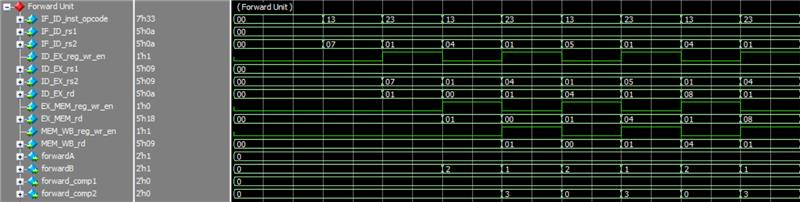 Forward Unit ( Forward Unit )
IF_ID_inst_opcode 7'h33 00 13 23 13 23 13 23 13 23
IF_ID_rs1 5'h0a 00
IF_ID_rs2 5'h0a 00 07 01 04 01 05 01 04 01
ID_EX_reg_wr_en 1'h1
ID_EX_rs1 5'h09 00
ID_EX_rs2 5'h09 00 07 01 04 01 05 01 04
ID_EX_rd 5'h0a 00 01 00 01 04 01 08 01
EX_MEM_reg_wr_en 1'h0
EX_MEM_rd 5'h18 00 01 00 01 04 01 08
MEM_WB_reg_wr_en 1'h1
MEM_WB_rd 5'h09 00 01 00 01 04 01
forwardA 2'h1 0
forwardB 2'h1 0 2 1 2 1 2 1
forward_comp1 2'h0 0
forward_comp2 2'h0 0 3 0 3 0 3